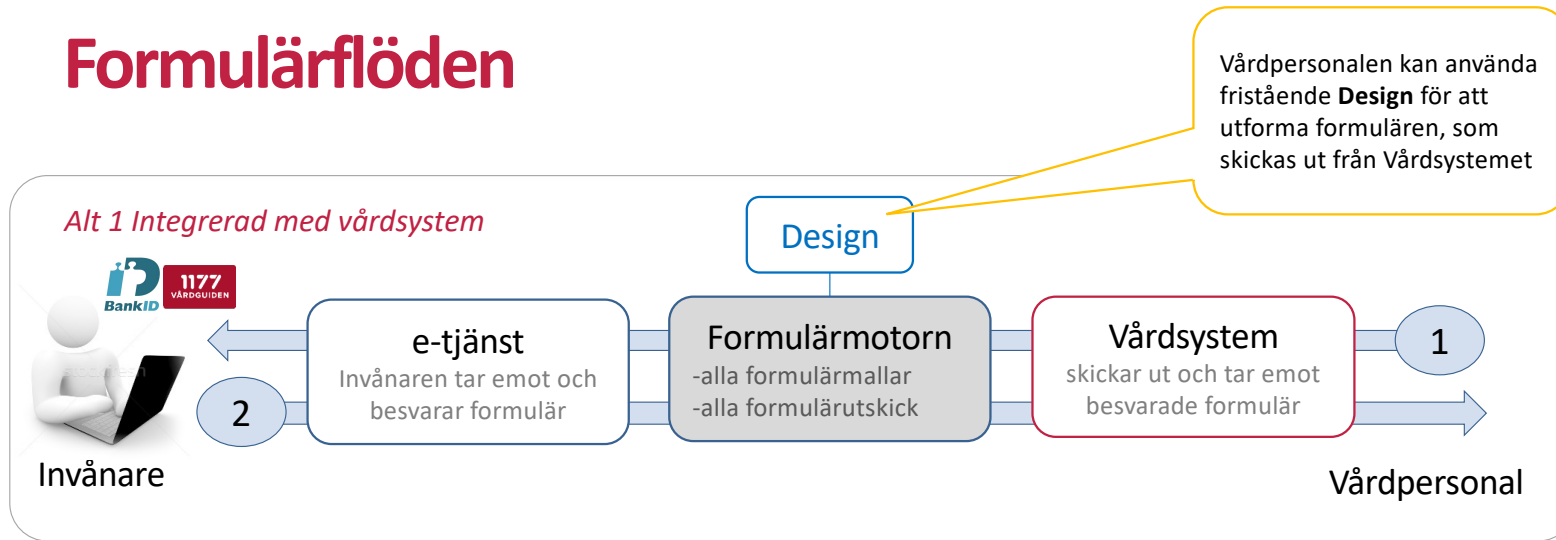 Formulärflöden
Vårdpersonalen kan använda
fristående Design för att
utforma formulären, som
skickas ut från Vårdsystemet
Alt 1 Integrerad med vårdsystem
Design
BankID
1177
VÅRDGUIDEN
e-tjänst
Invånaren tar emot och
besvarar formulär
Formulärmotorn
-alla formulärmallar
-alla formulärutskick
Vårdsystem
skickar ut och tar emot
besvarade formulär
1
2
Invånare
Vårdpersonal